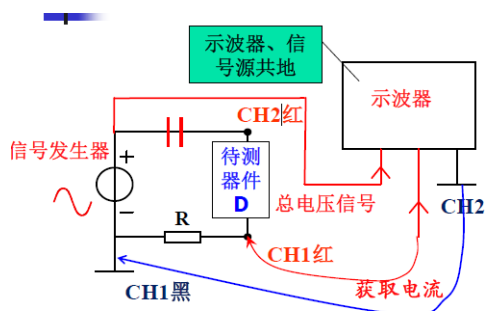 示波器、信
号源共地
示波器
CH2红
信号发生器
+
待测
器件
D
总电压信号
CH2
−
R
CH1红
获取电流
CH1黑